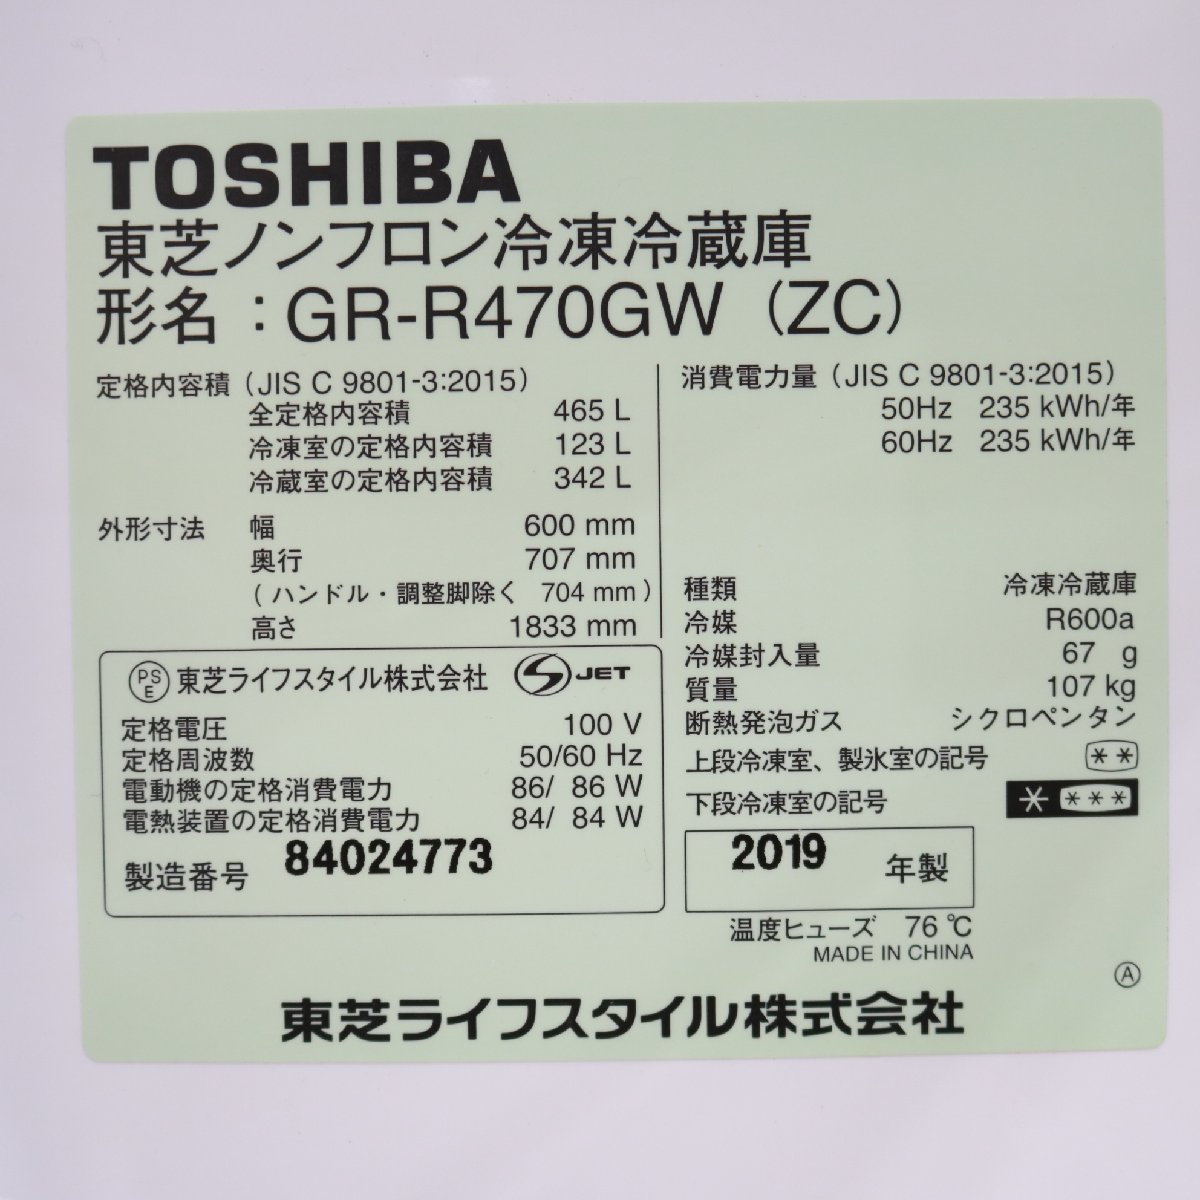 TOSHIBA
東芝ノンフロン冷凍冷蔵庫
形名：GR-R470GW（ZC）
定格内容積（JIS C 9801-3:2015）
全定格内容積 465 L
冷凍室の定格内容積 123 L
冷蔵室の定格内容積 342 L
外形寸法 幅 600 mm
奥行 707 mm
（ハンドル・調整脚除く 704 mm）
高さ 1833 mm
PS E 東芝ライフスタイル株式会社 S JET
定格電圧 100 V
定格周波数 50/60 Hz
電動機の定格消費電力 86/ 86 W
電熱装置の定格消費電力 84/ 84 W
製造番号 84024773
消費電力量（JIS C 9801-3:2015）
50Hz 235 kWh/年
60Hz 235 kWh/年
種類 冷凍冷蔵庫
冷媒 R600a
冷媒封入量 67 g
質量 107 kg
断熱発泡ガス シクロペンタン
上段冷凍室、製氷室の記号 **
下段冷凍室の記号 * ***
2019 年製
温度ヒューズ 76 ℃
MADE IN CHINA
Ⓐ
東芝ライフスタイル株式会社